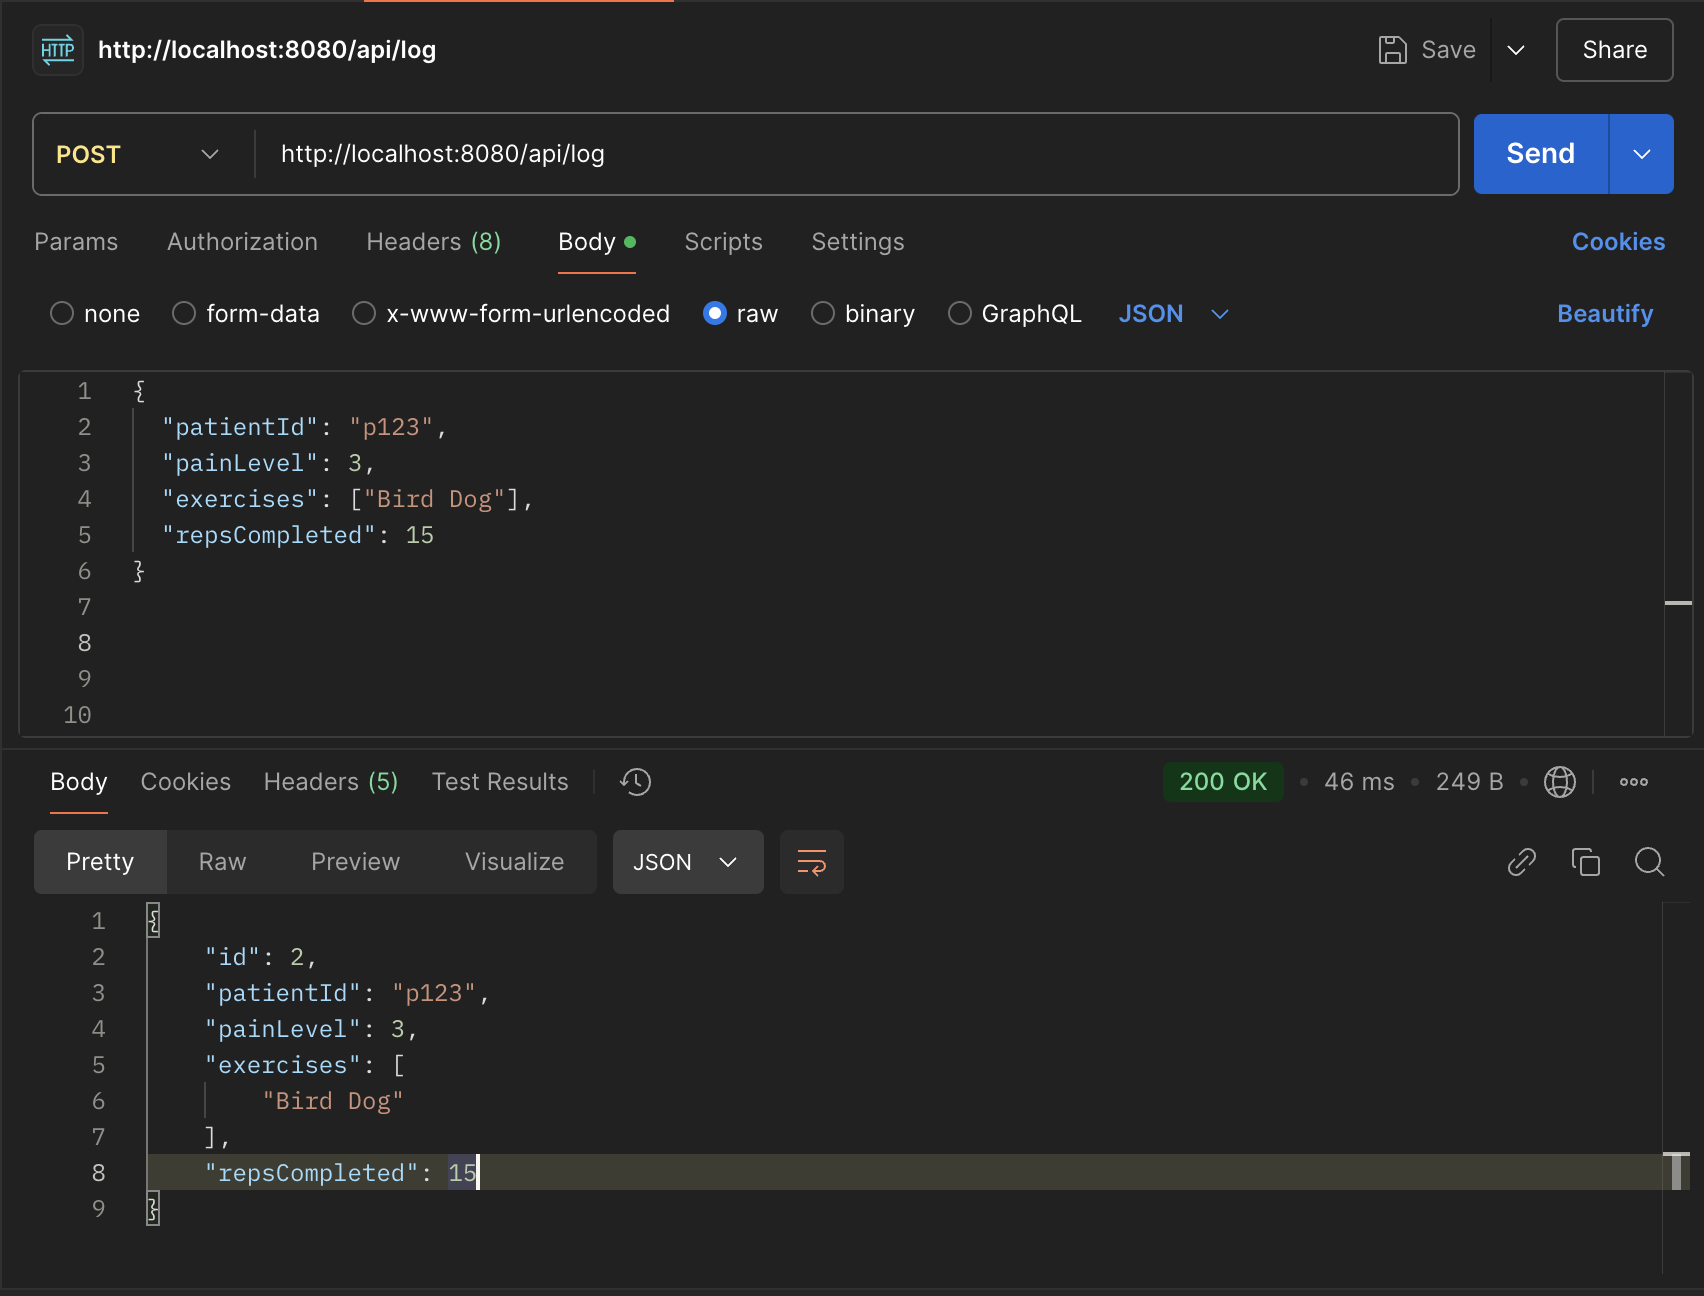 HTTP http://localhost:8080/api/log Save Share
POST http://localhost:8080/api/log Send
Params Authorization Headers (8) Body Scripts Settings Cookies
none form-data x-www-form-urlencoded raw binary GraphQL JSON Beautify
1 {
2 "patientId": "p123",
3 "painLevel": 3,
4 "exercises": ["Bird Dog"],
5 "repsCompleted": 15
6 }
7
8
9
10
Body Cookies Headers (5) Test Results 200 OK • 46 ms • 249 B •
Pretty Raw Preview Visualize JSON
1 {
2 "id": 2,
3 "patientId": "p123",
4 "painLevel": 3,
5 "exercises": [
6 "Bird Dog"
7 ],
8 "repsCompleted": 15
9 }